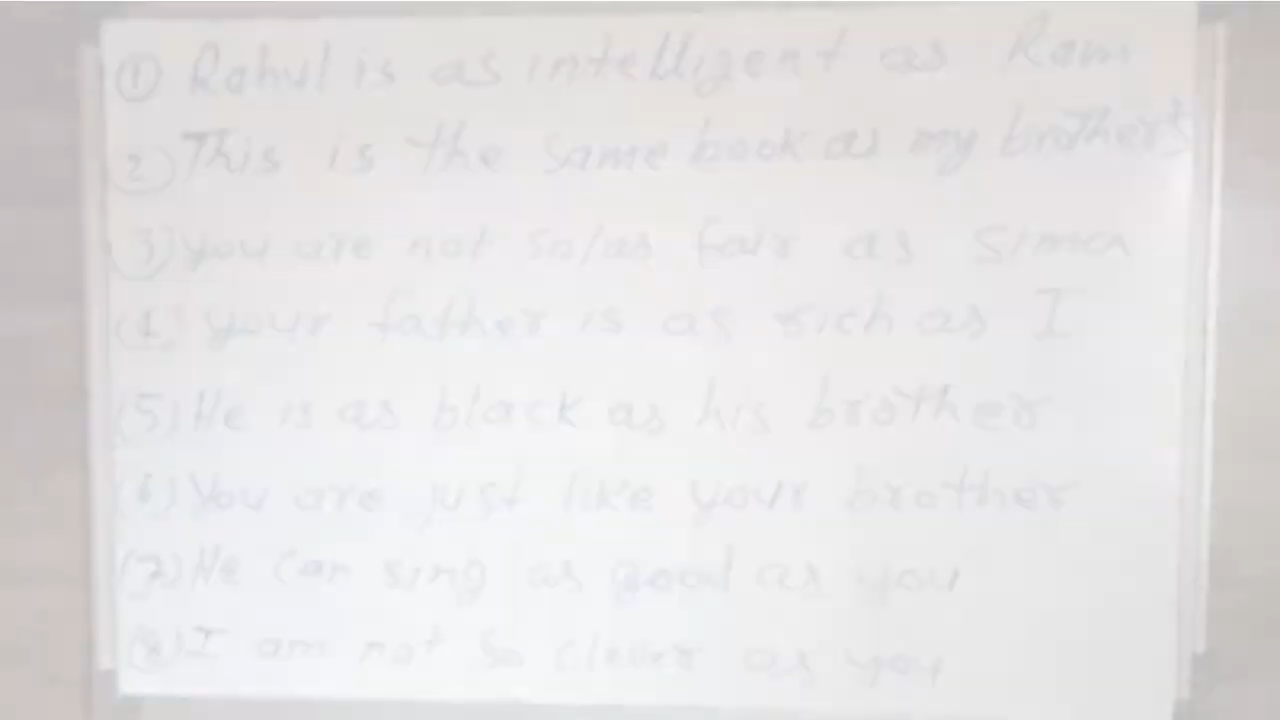 ① Rahul is as intelligent as Ram
2) This is the same book as my brother's
3) you are not so/as fair as Sima
(4) your father is as rich as I
(5) He is as black as his brother
(6) You are just like your brother
(7) He can sing as good as you
(8) I am not so clever as you